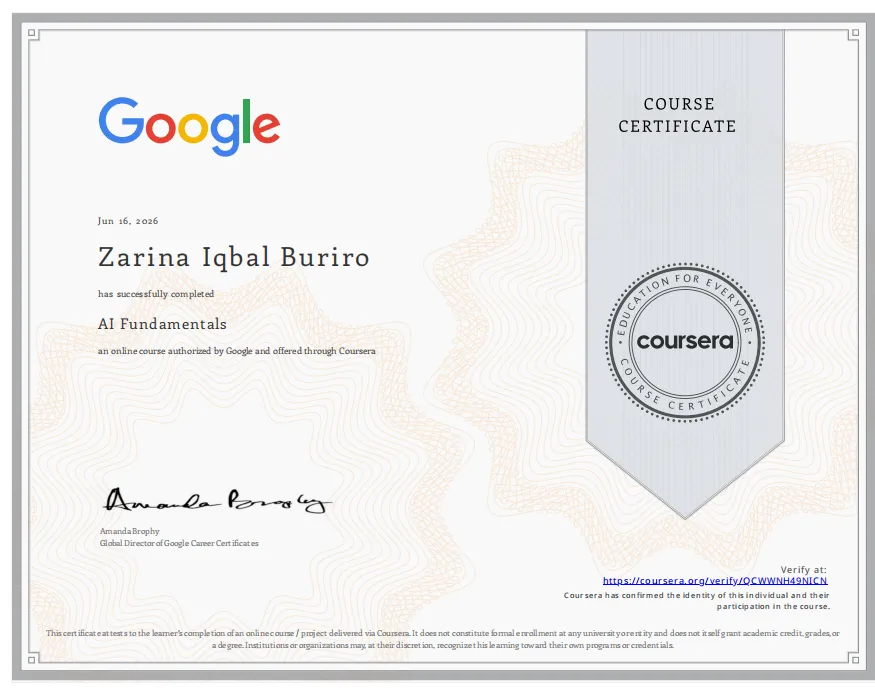 Google
COURSE
CERTIFICATE
Jun 16, 2026
Zarina Iqbal Buriro
has successfully completed
AI Fundamentals
an online course authorized by Google and offered through Coursera
EDUCATION FOR EVERYONE
coursera
COURSE CERTIFICATE
Amanda Brophy
Amanda Brophy
Global Director of Google Career Certificates
Verify at:
https://coursera.org/verify/QCWWNH49NICN
Coursera has confirmed the identity of this individual and their
participation in the course.
This certificate attests to the learner's completion of an online course / project delivered via Coursera. It does not constitute formal enrollment at any university or entity and does not itself grant academic credit, grades, or
a degree. Institutions or organizations may, at their discretion, recognize this learning toward their own programs or credentials.